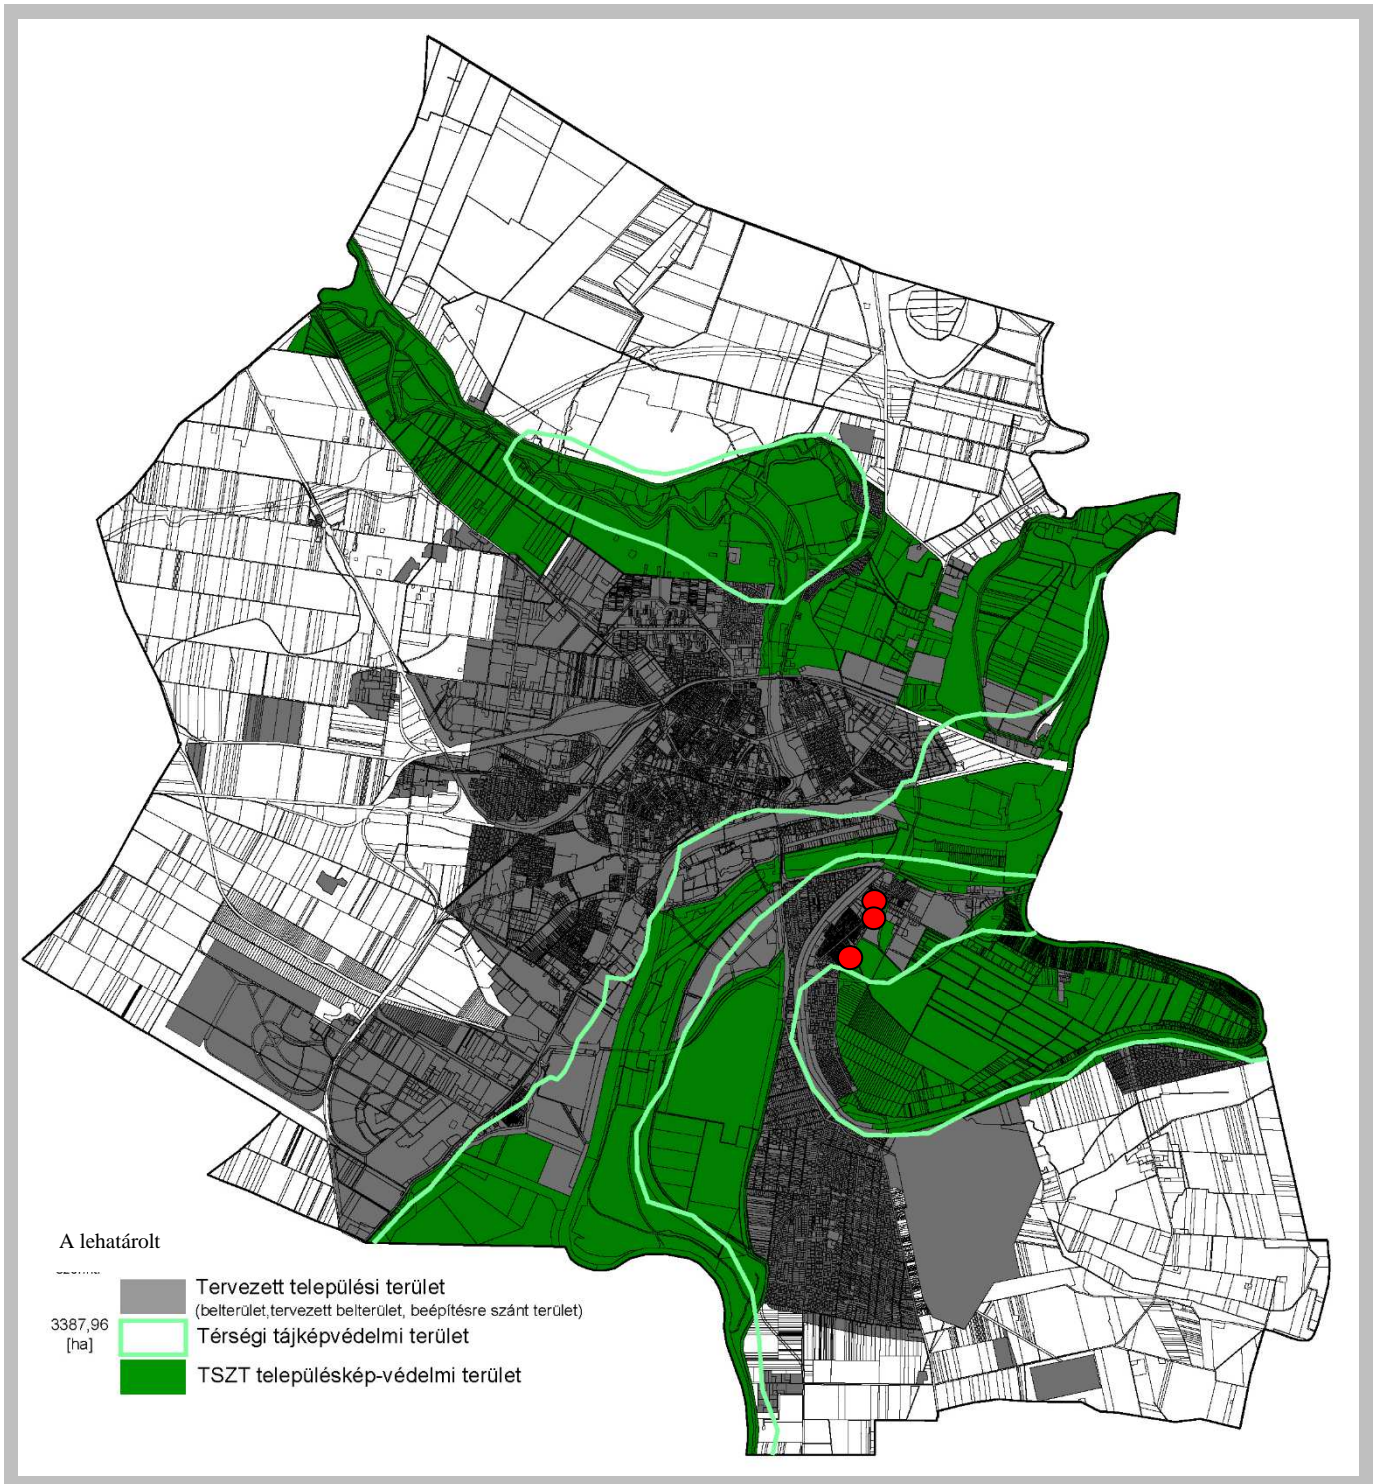 A lehatárolt
Tervezett települési terület
(belterület,tervezett belterület, beépítésre szánt terület)
3387,96
[ha]
Térségi tájképvédelmi terület
TSZT településkép-védelmi terület